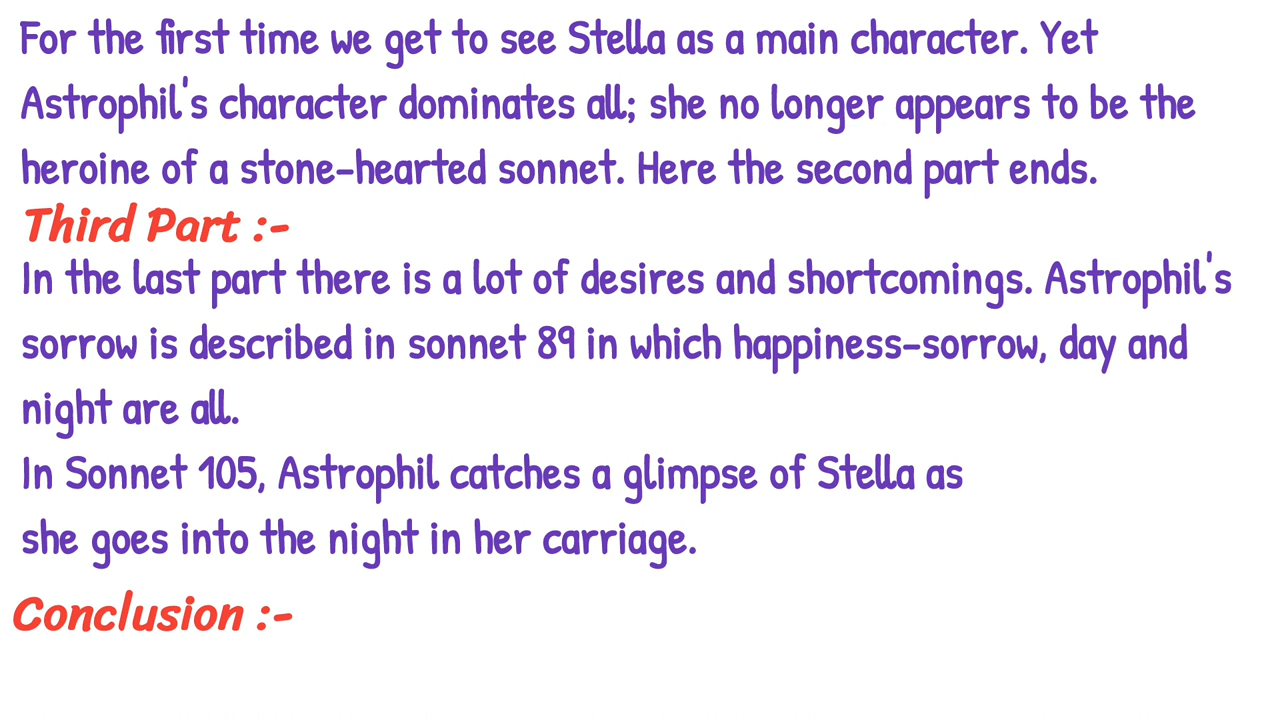 For the first time we get to see Stella as a main character. Yet
Astrophil's character dominates all; she no longer appears to be the
heroine of a stone-hearted sonnet. Here the second part ends.
Third Part :-
In the last part there is a lot of desires and shortcomings. Astrophil's
sorrow is described in sonnet 89 in which happiness-sorrow, day and
night are all.
In Sonnet 105, Astrophil catches a glimpse of Stella as
she goes into the night in her carriage.
Conclusion :-